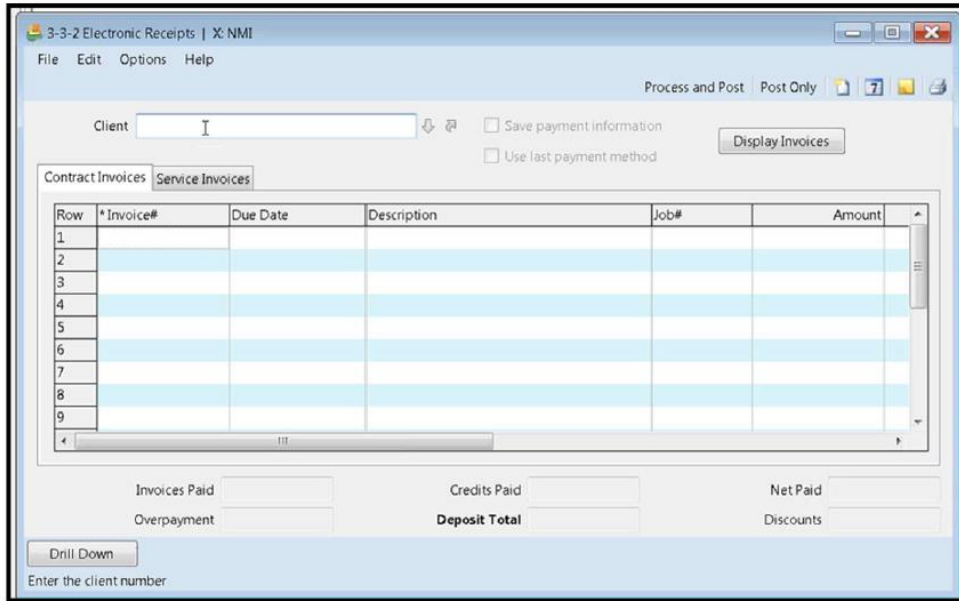 3-3-2 Electronic Receipts | X: NMI
File Edit Options Help
Process and Post Post Only 7
Client Save payment information
Display Invoices
Use last payment method
Contract Invoices Service Invoices
Row *Invoice# Due Date Description Job# Amount
1
2
3
4
5
6
7
8
9
Invoices Paid Credits Paid Net Paid
Overpayment Deposit Total Discounts
Drill Down
Enter the client number